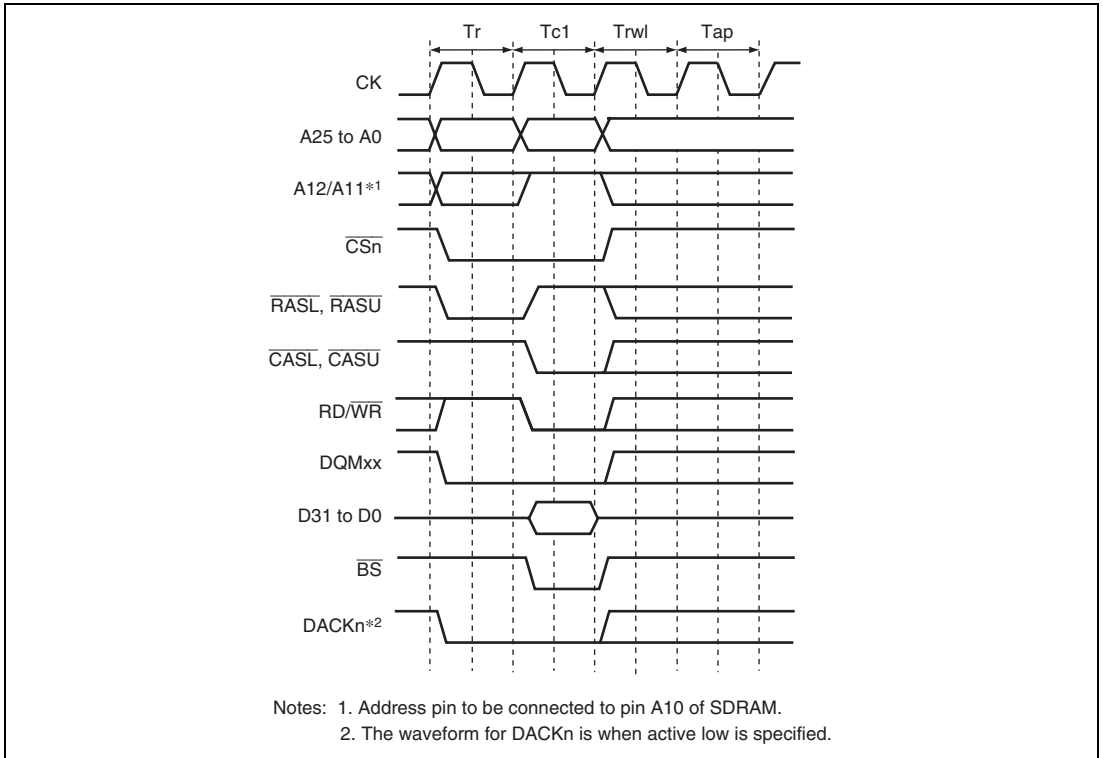 Tr Tc1 Trwl Tap
CK
A25 to A0
A12/A11*1
CSn
RASL, RASU
CASL, CASU
RD/WR
DQMxx
D31 to D0
BS
DACKn*2
Notes: 1. Address pin to be connected to pin A10 of SDRAM.
2. The waveform for DACKn is when active low is specified.